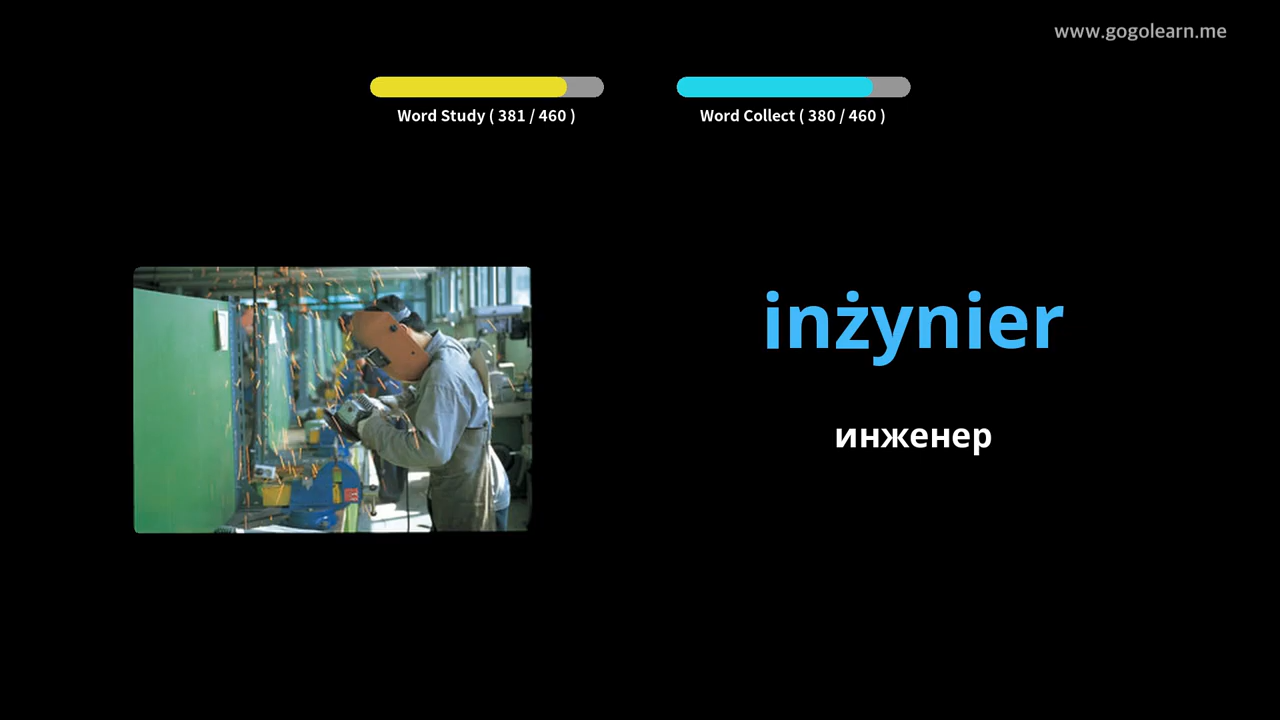 www.gogolearn.me
Word Study ( 381 / 460 )
Word Collect ( 380 / 460 )
inżynier
инженер